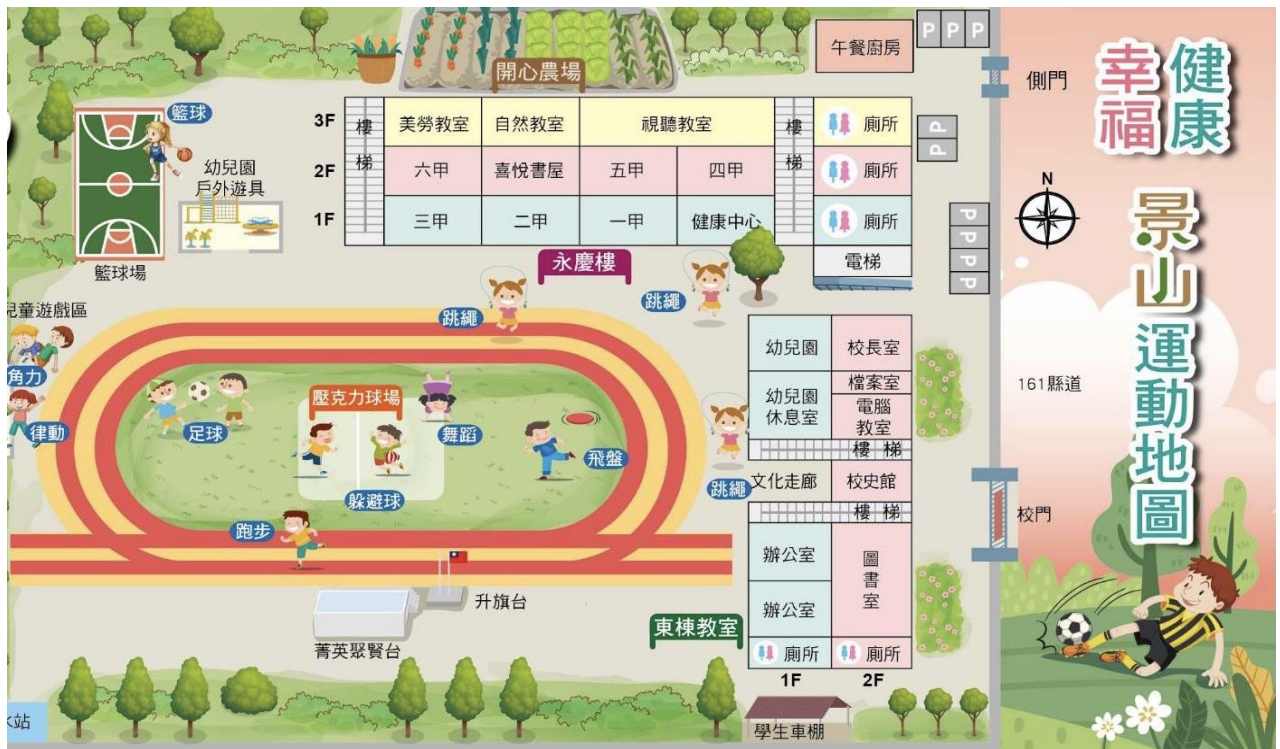 健康
幸福
景山運動地圖
N
側門
161縣道
校門
P P P
午餐廚房
開心農場
籃球
幼兒園
戶外遊具
籃球場
3F
樓梯
美勞教室
自然教室
視聽教室
樓梯
廁所
P
P
2F
六甲
喜悅書屋
五甲
四甲
廁所
1F
三甲
二甲
一甲
健康中心
廁所
P
P
P
P
電梯
永慶樓
兒童遊戲區
角力
律動
跳繩
跳繩
足球
壓克力球場
舞蹈
飛盤
躲避球
跳繩
跑步
升旗台
菁英聚賢台
幼兒園
校長室
幼兒園
休息室
檔案室
電腦
教室
樓 梯
文化走廊
校史館
樓 梯
辦公室
圖書室
辦公室
東棟教室
廁所
廁所
1F
2F
學生車棚
水站